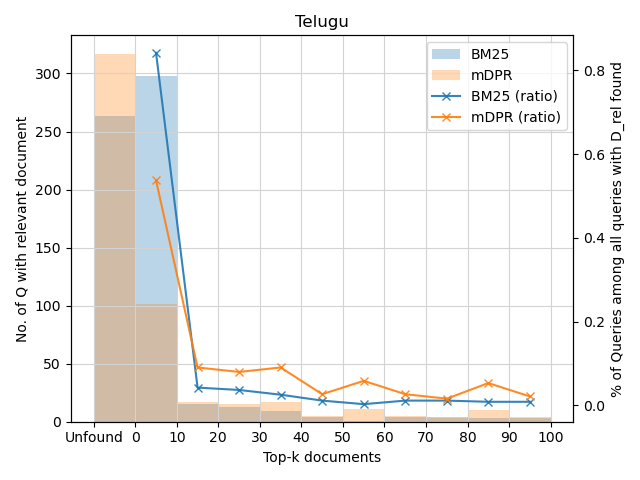 Telugu
BM25
mDPR
BM25 (ratio)
mDPR (ratio)
No. of Q with relevant document
300
250
200
150
100
50
0
% of Queries among all queries with D_rel found
0.8
0.6
0.4
0.2
0.0
Unfound 0 10 20 30 40 50 60 70 80 90 100
Top-k documents